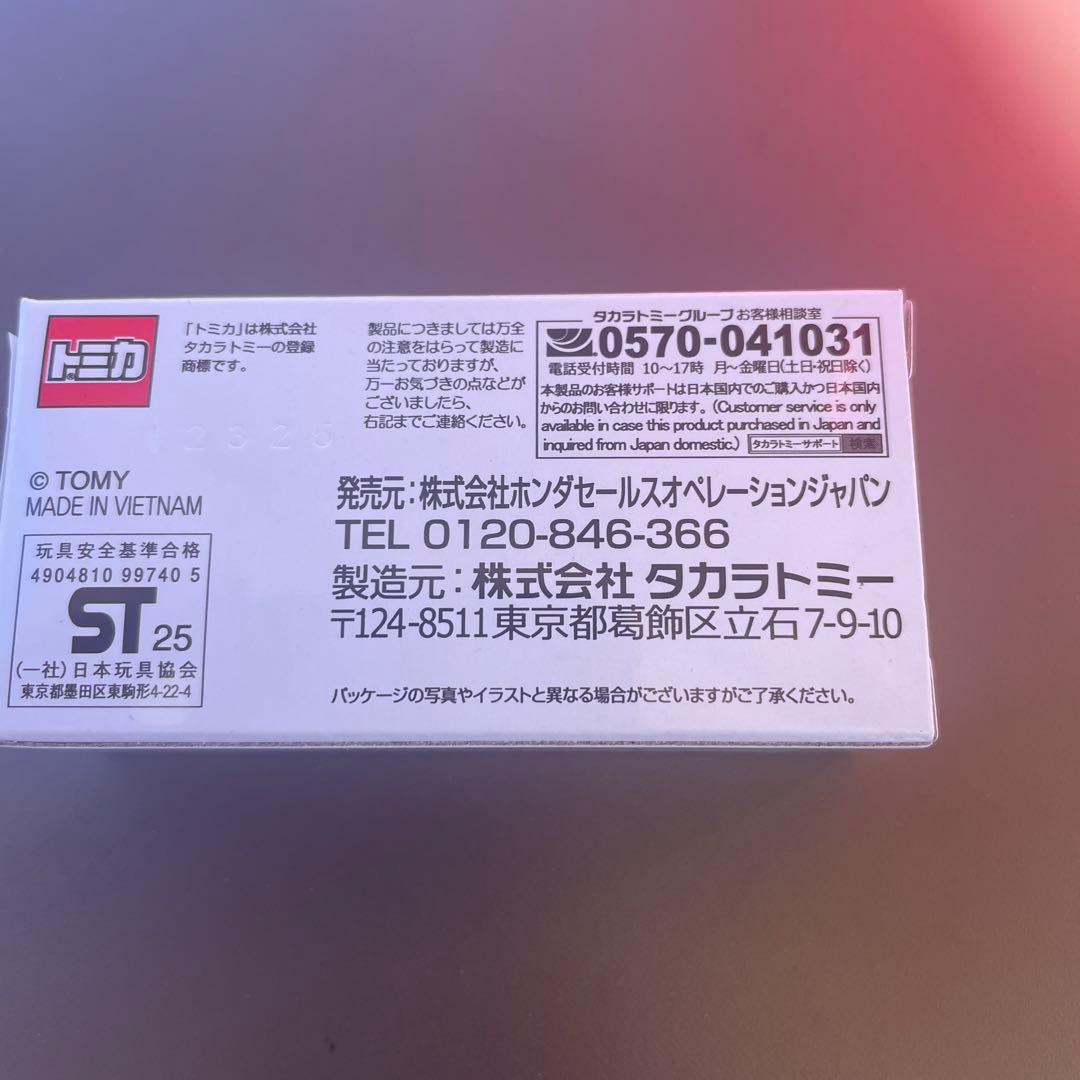 トミカ
「トミカ」は株式会社
タカラトミーの登録
商標です。
製品につきましては万全
の注意をはらって製造に
当たっておりますが、
万一お気づきの点などが
ございましたら、
右記までご連絡ください。
タカラトミーグループ お客様相談室
0570-041031
電話受付時間 10〜17時 月〜金曜日(土日・祝日除く)
本製品のお客様サポートは日本国内でのご購入かつ日本国内
からのお問い合わせに限ります。(Customer service is only
available in case this product purchased in Japan and
inquired from Japan domestic.) タカラトミーサポート 検索
© TOMY
MADE IN VIETNAM
玩具安全基準合格
4904810 99740 5
ST 25
(一社)日本玩具協会
東京都墨田区東駒形4-22-4
発売元:株式会社ホンダセールスオペレーションジャパン
TEL 0120-846-366
製造元:株式会社 タカラトミー
〒124-8511東京都葛飾区立石7-9-10
パッケージの写真やイラストと異なる場合がございますがご了承ください。